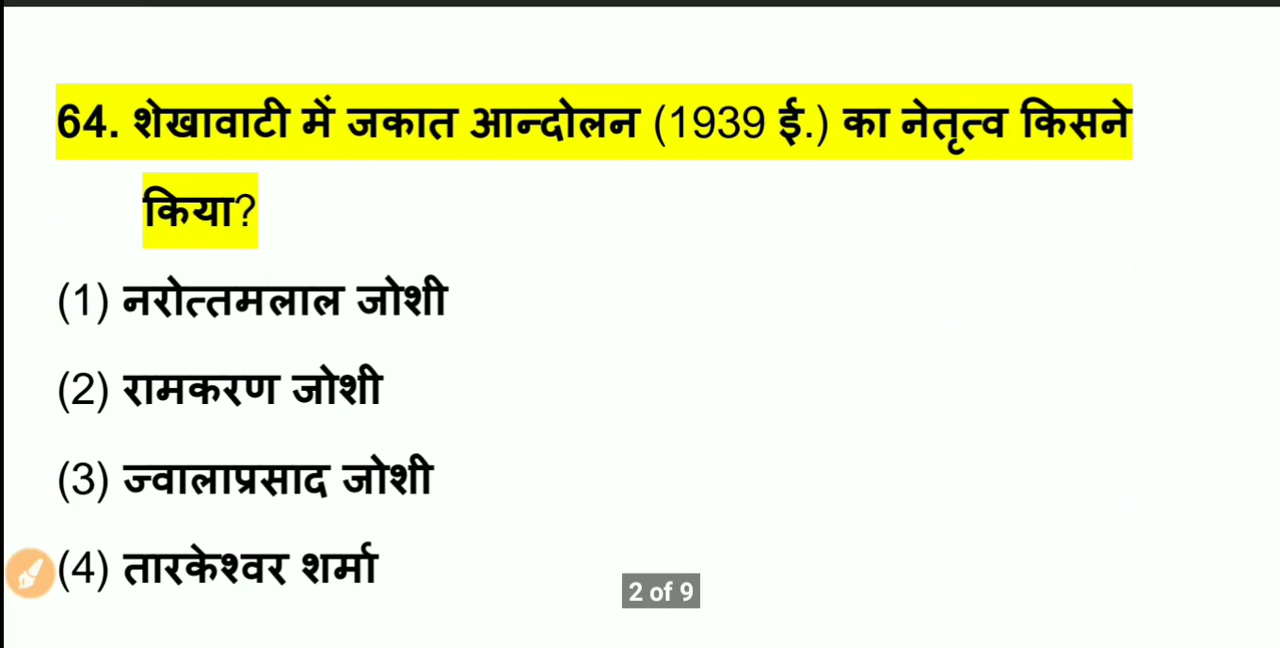 64. शेखावाटी में जकात आन्दोलन (1939 ई.) का नेतृत्व किसने
किया?
(1) नरोत्तमलाल जोशी
(2) रामकरण जोशी
(3) ज्वालाप्रसाद जोशी
(4) तारकेश्वर शर्मा
2 of 9